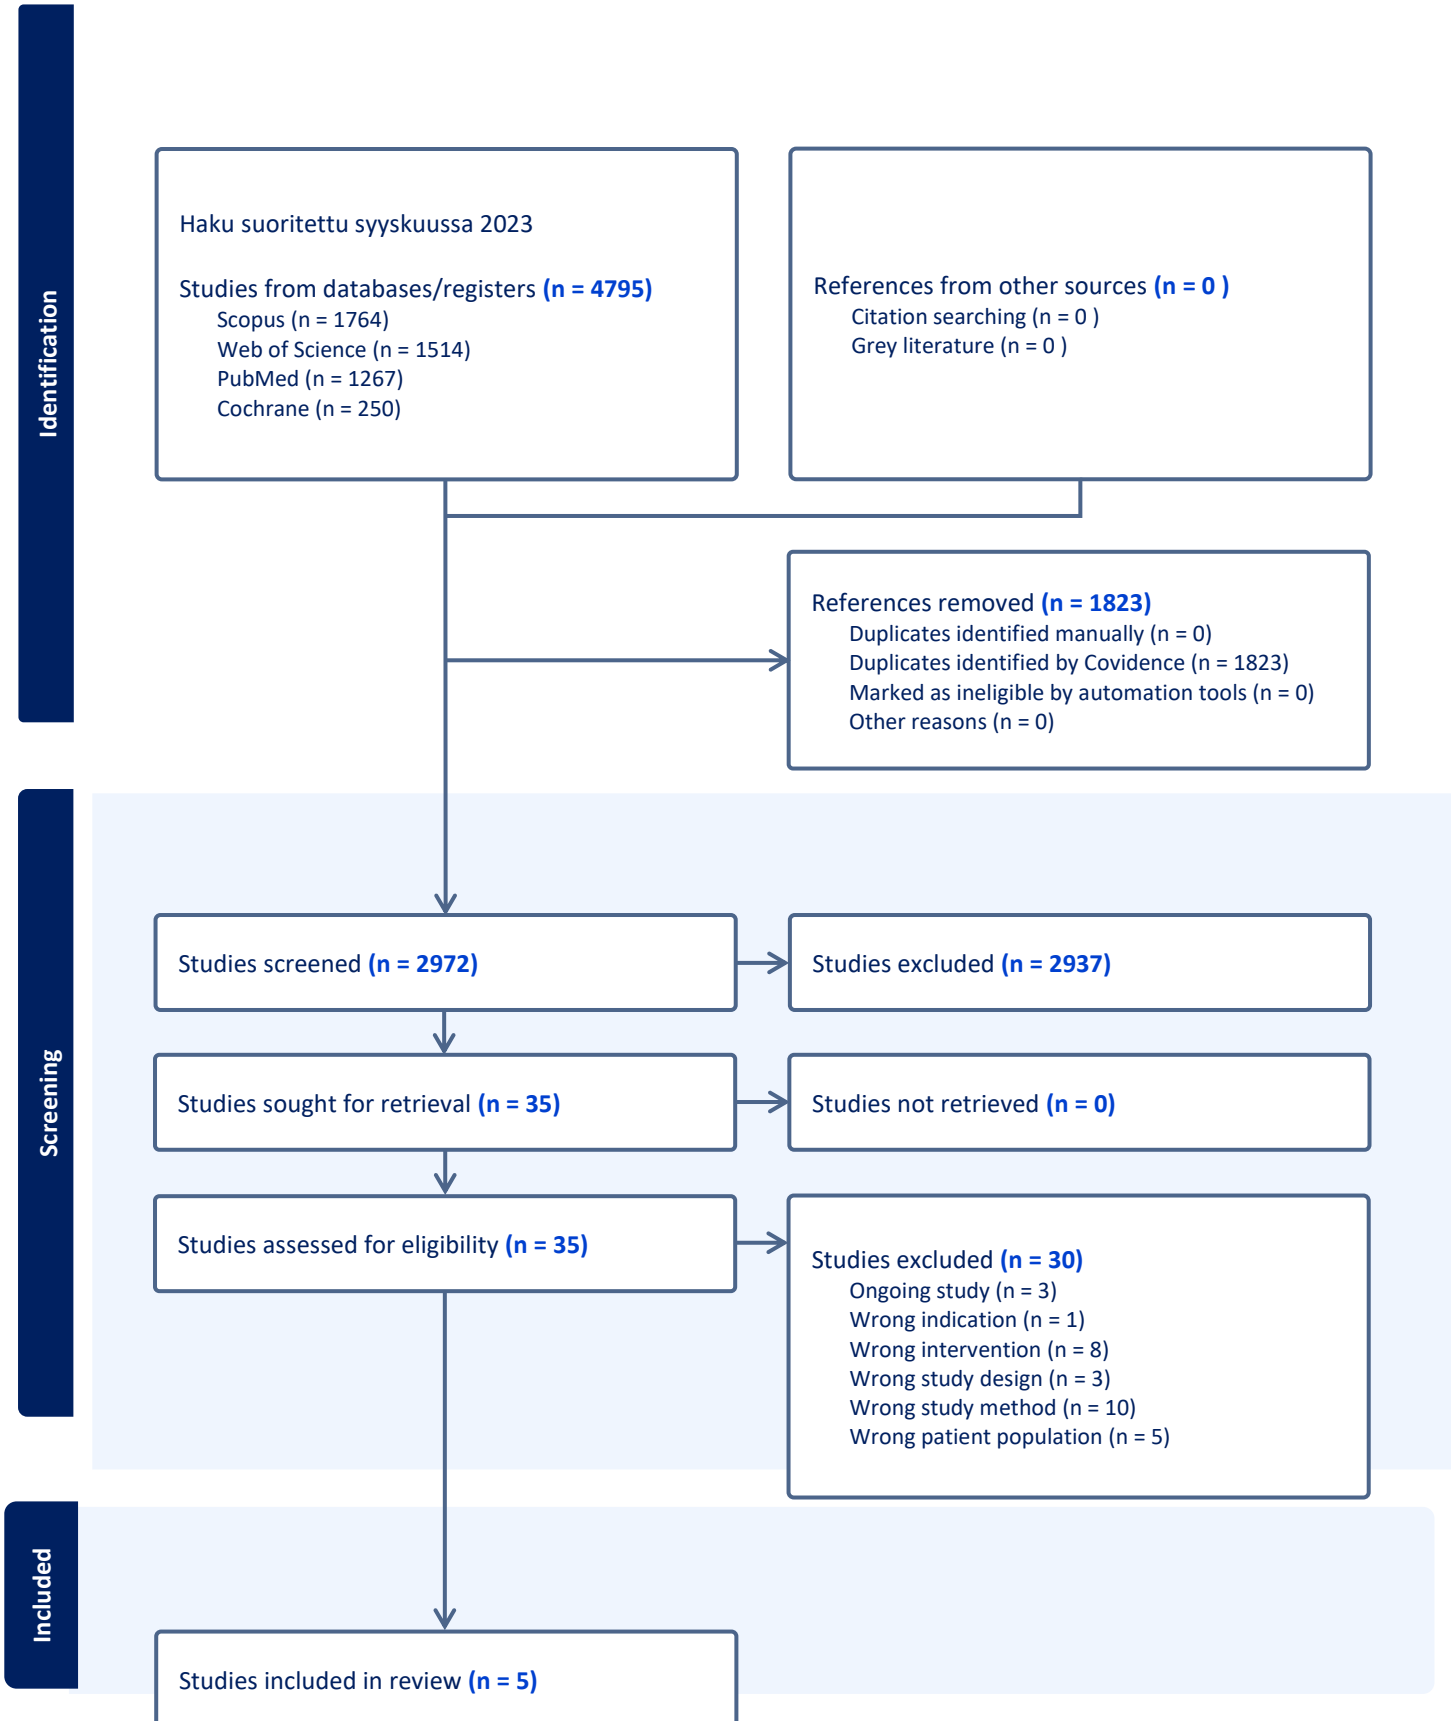 Identification
Haku suoritettu syyskuussa 2023
Studies from databases/registers (n = 4795)
Scopus (n = 1764)
Web of Science (n = 1514)
PubMed (n = 1267)
Cochrane (n = 250)
References from other sources (n = 0 )
Citation searching (n = 0 )
Grey literature (n = 0 )
References removed (n = 1823)
Duplicates identified manually (n = 0)
Duplicates identified by Covidence (n = 1823)
Marked as ineligible by automation tools (n = 0)
Other reasons (n = 0)
Screening
Studies screened (n = 2972)
Studies excluded (n = 2937)
Studies sought for retrieval (n = 35)
Studies not retrieved (n = 0)
Studies assessed for eligibility (n = 35)
Studies excluded (n = 30)
Ongoing study (n = 3)
Wrong indication (n = 1)
Wrong intervention (n = 8)
Wrong study design (n = 3)
Wrong study method (n = 10)
Wrong patient population (n = 5)
Included
Studies included in review (n = 5)